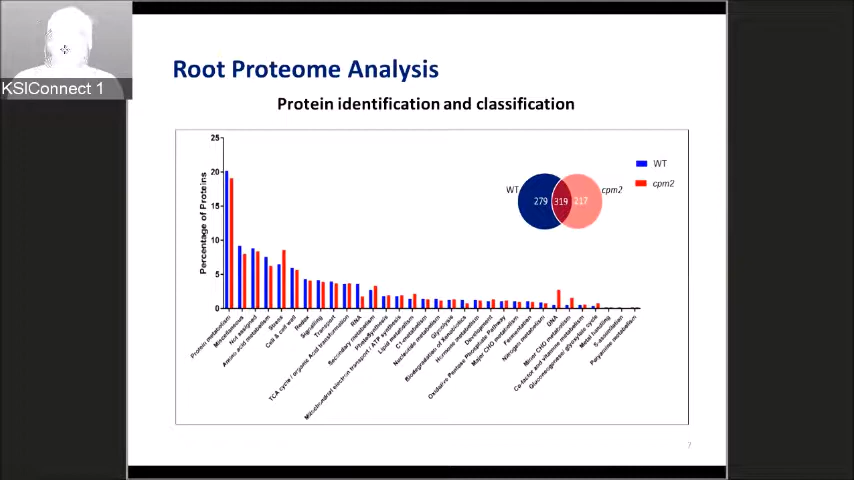 KSIConnect 1
Root Proteome Analysis
Protein identification and classification
Percentage of Proteins
25
20
15
10
5
0
WT
cpm2
WT
279
319
217
cpm2
Protein metabolism
Miscellaneous
Not assigned
Amino acid metabolism
Stress
Cell & cell wall
Redox
Signalling
Transport
TCA cycle / organic Acid transformation
RNA
Secondary metabolism
PhotoSynthesis
Mitochondrial electron transport / ATP synthesis
Lipid metabolism
C1-metabolism
Nucleotide metabolism
Glycolysis
Biodegradation of Xenobiotics
Hormone metabolism
Development
Oxidative Pentose Phosphate Pathway
Major CHO metabolism
Fermentation
Nitrogen metabolism
DNA
Minor CHO metabolism
Co-factor and vitamine metabolism
Gluconeogenese/ glyoxylate cycle
Metal handling
S-assimilation
Polyamine metabolism
7